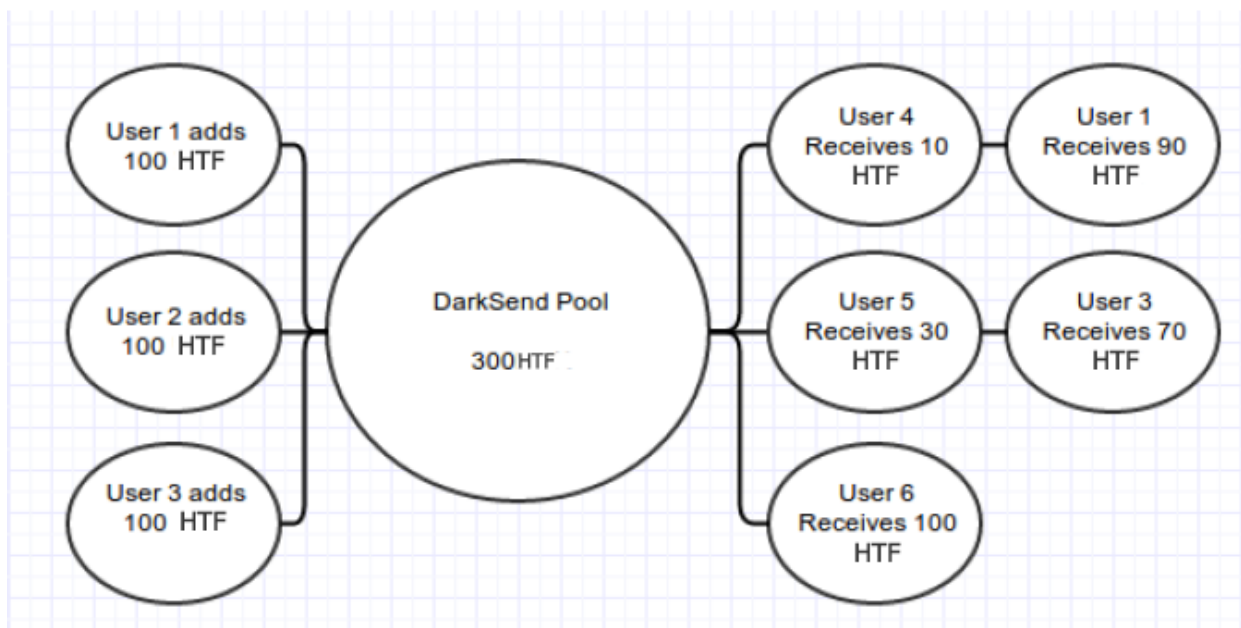 User 1 adds
100 HTF
User 2 adds
100 HTF
User 3 adds
100 HTF
DarkSend Pool
300HTF
User 4
Receives 10
HTF
User 1
Receives 90
HTF
User 5
Receives 30
HTF
User 3
Receives 70
HTF
User 6
Receives 100
HTF